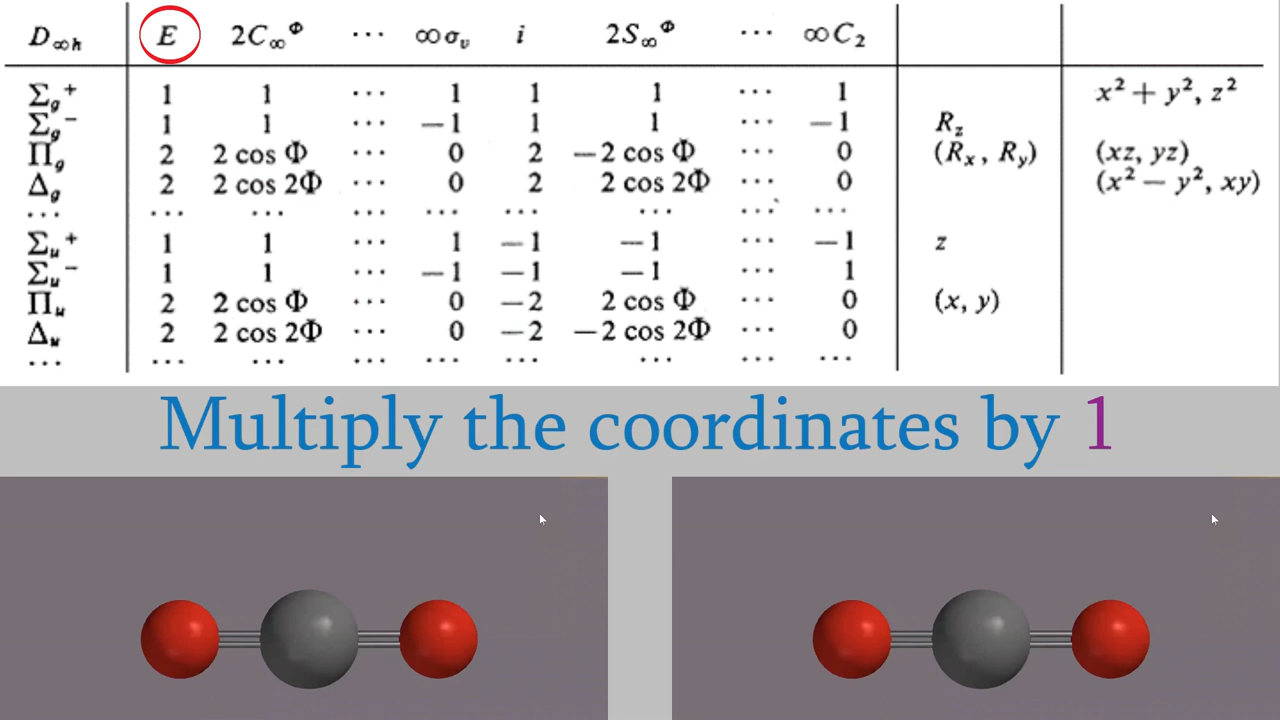 D∞h E 2C∞^Φ ⋯ ∞σv i 2S∞^Φ ⋯ ∞C2
Σg+ 1 1 ⋯ 1 1 1 ⋯ 1 x² + y², z²
Σg− 1 1 ⋯ −1 1 1 ⋯ −1 Rz
Πg 2 2 cos Φ ⋯ 0 2 −2 cos Φ ⋯ 0 (Rx, Ry) (xz, yz)
Δg 2 2 cos 2Φ ⋯ 0 2 2 cos 2Φ ⋯ 0 (x² − y², xy)
⋯ ⋯ ⋯ ⋯ ⋯ ⋯ ⋯ ⋯ ⋯
Σu+ 1 1 ⋯ 1 −1 −1 ⋯ −1 z
Σu− 1 1 ⋯ −1 −1 −1 ⋯ 1
Πu 2 2 cos Φ ⋯ 0 −2 2 cos Φ ⋯ 0 (x, y)
Δu 2 2 cos 2Φ ⋯ 0 −2 −2 cos 2Φ ⋯ 0
⋯ ⋯ ⋯ ⋯ ⋯ ⋯ ⋯ ⋯ ⋯
Multiply the coordinates by 1